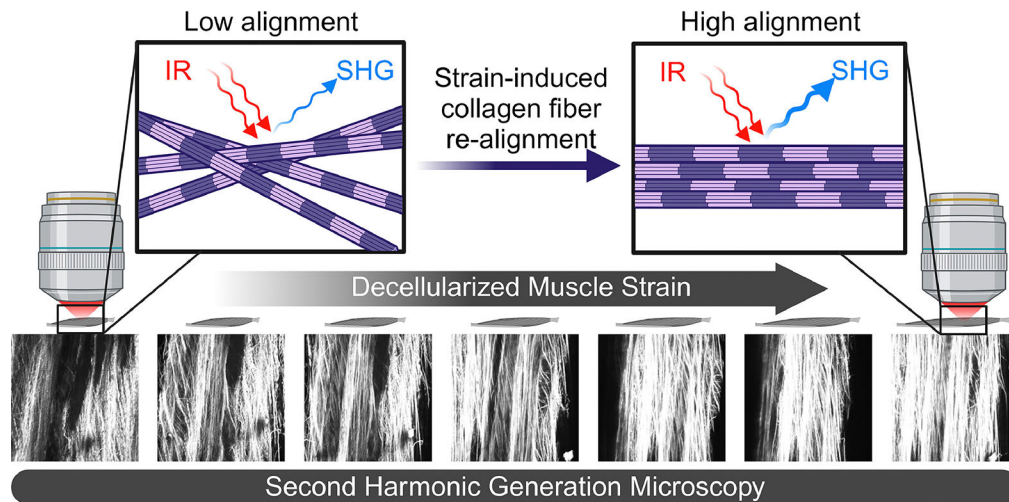 Low alignment
High alignment
IR
SHG
Strain-induced
collagen fiber
re-alignment
IR
SHG
Decellularized Muscle Strain
Second Harmonic Generation Microscopy